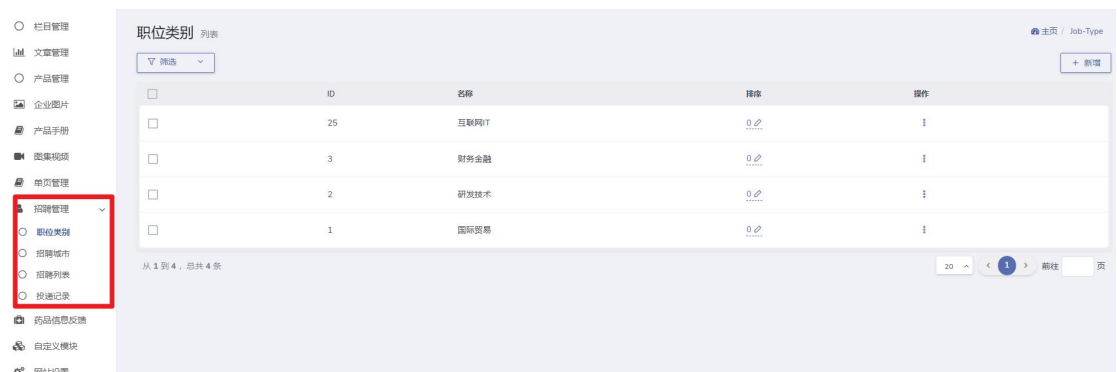 栏目管理
文章管理
产品管理
企业图片
产品手册
图集视频
单页管理
招聘管理
职位类别
招聘城市
招聘列表
投递记录
药品信息反馈
自定义模块
网站设置
职位类别 列表
主页 / Job-Type
筛选
+ 新增
ID 名称 排序 操作
25 互联网IT 0
3 财务金融 0
2 研发技术 0
1 国际贸易 0
从 1 到 4 ，总共 4 条
20 ‹ 1 › 前往 页